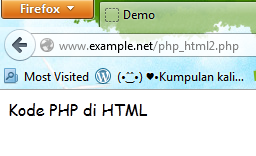 Firefox
Demo
www.example.net/php_html2.php
Most Visited (•̃‿•̃) ♥•Kumpulan kali...
Kode PHP di HTML